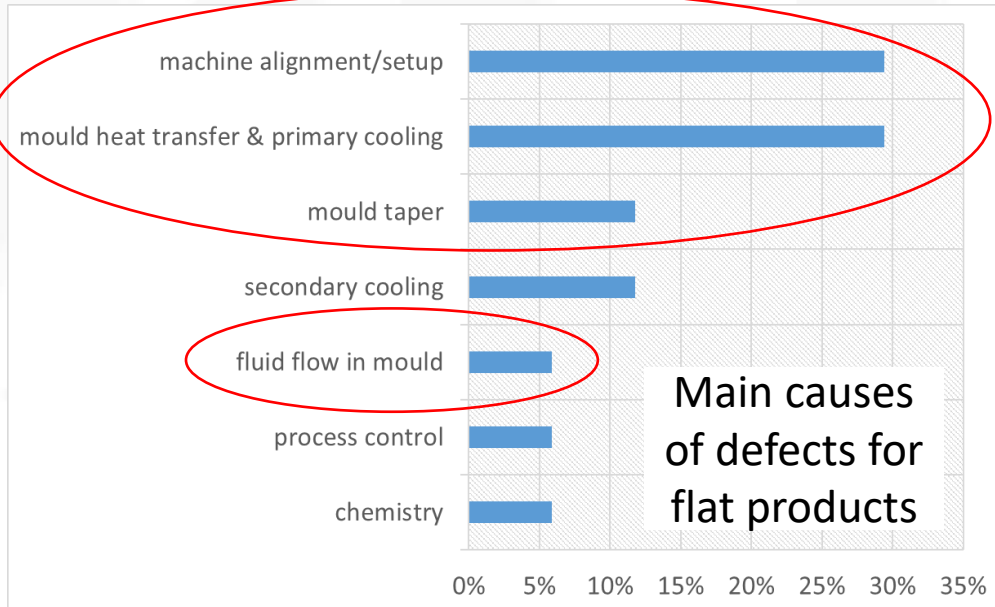 machine alignment/setup
mould heat transfer & primary cooling
mould taper
secondary cooling
fluid flow in mould
process control
chemistry
Main causes
of defects for
flat products
0% 5% 10% 15% 20% 25% 30% 35%